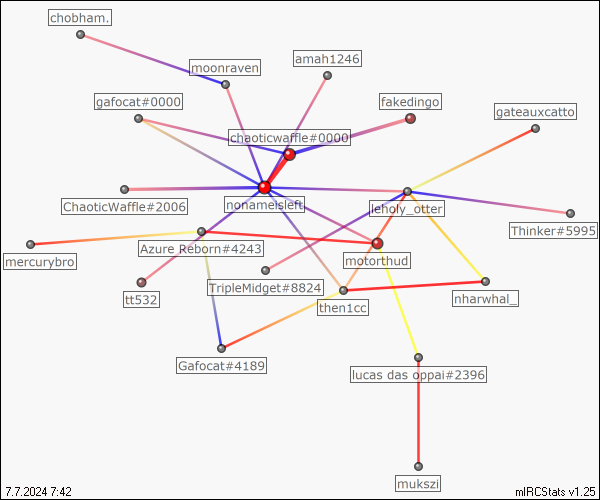 chobham.
moonraven
amah1246
gafocat#0000
fakedingo
gateauxcatto
chaoticwaffle#0000
ChaoticWaffle#2006
nonameisleft
leholy_otter
Thinker#5995
mercurybro
Azure Reborn#4243
motorthud
tt532
TripleMidget#8824
then1cc
nharwhal_
Gafocat#4189
lucas das oppai#2396
mukszi
7.7.2024 7:42
mIRCStats v1.25